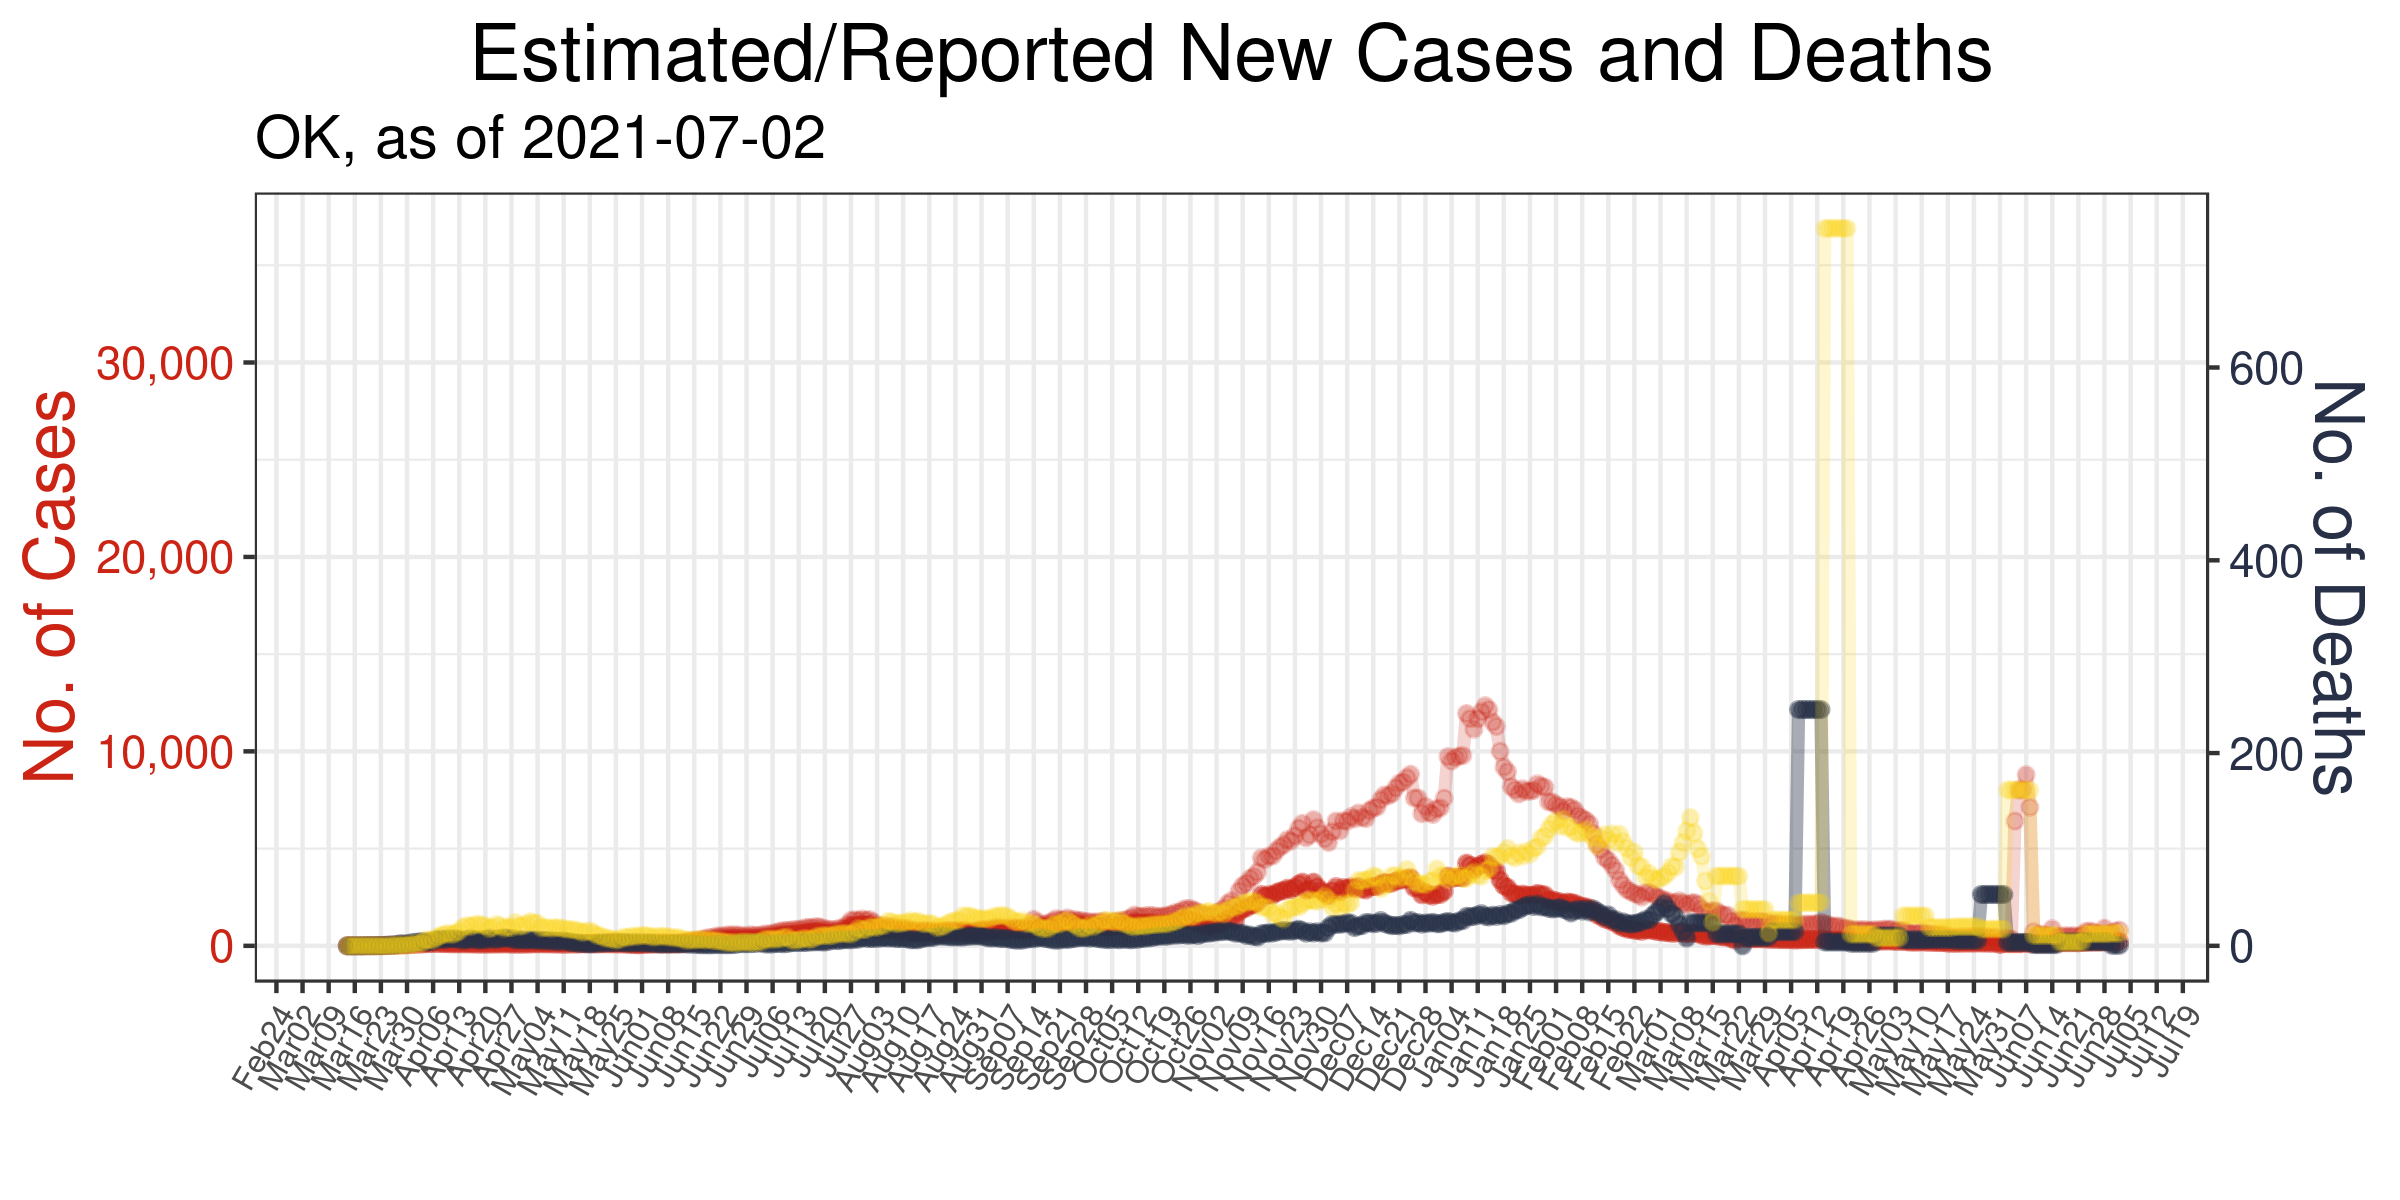 Estimated/Reported New Cases and Deaths
OK, as of 2021-07-02
No. of Cases
30,000
20,000
10,000
0
600
400
200
0
No. of Deaths
Feb24
Mar02
Mar09
Mar16
Mar23
Mar30
Apr06
Apr13
Apr20
Apr27
May04
May11
May18
May25
Jun01
Jun08
Jun15
Jun22
Jun29
Jul06
Jul13
Jul20
Jul27
Aug03
Aug10
Aug17
Aug24
Aug31
Sep07
Sep14
Sep21
Sep28
Oct05
Oct12
Oct19
Oct26
Nov02
Nov09
Nov16
Nov23
Nov30
Dec07
Dec14
Dec21
Dec28
Jan04
Jan11
Jan18
Jan25
Feb01
Feb08
Feb15
Feb22
Mar01
Mar08
Mar15
Mar22
Mar29
Apr05
Apr12
Apr19
Apr26
May03
May10
May17
May24
May31
Jun07
Jun14
Jun21
Jun28
Jul05
Jul12
Jul19